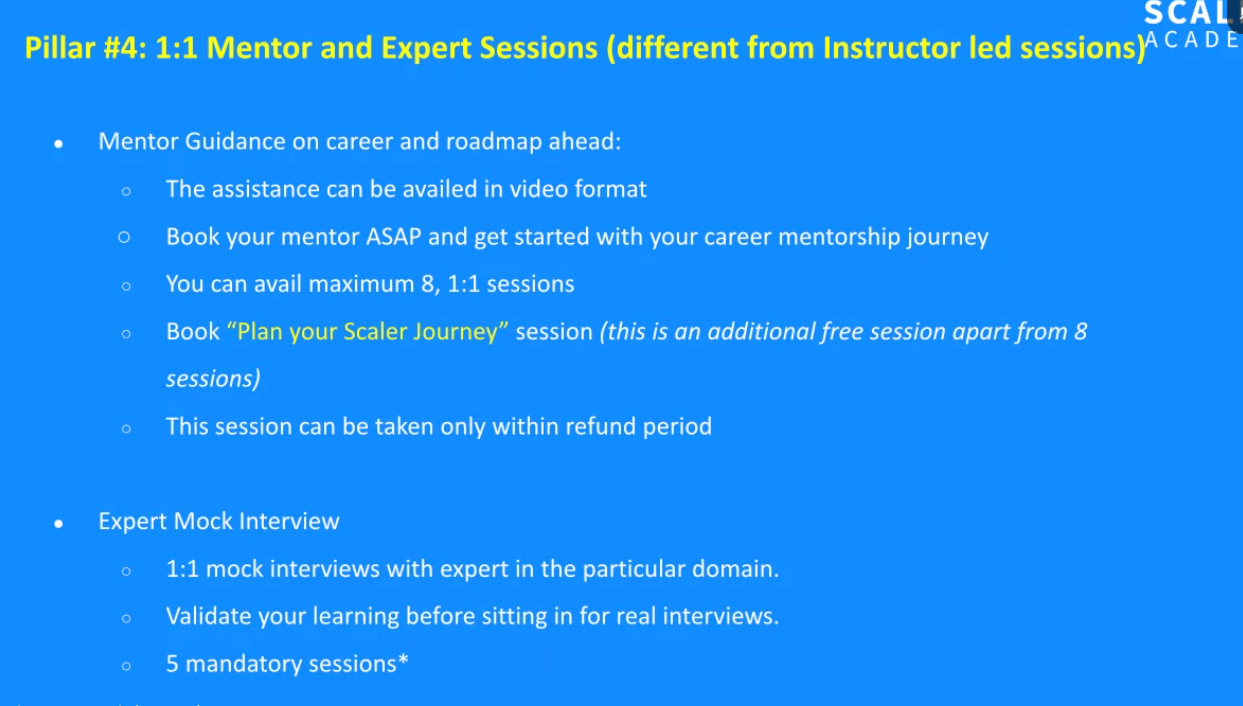 SCAL
ACADE
Pillar #4: 1:1 Mentor and Expert Sessions (different from Instructor led sessions)
• Mentor Guidance on career and roadmap ahead:
○ The assistance can be availed in video format
○ Book your mentor ASAP and get started with your career mentorship journey
○ You can avail maximum 8, 1:1 sessions
○ Book “Plan your Scaler Journey” session (this is an additional free session apart from 8
sessions)
○ This session can be taken only within refund period
• Expert Mock Interview
○ 1:1 mock interviews with expert in the particular domain.
○ Validate your learning before sitting in for real interviews.
○ 5 mandatory sessions*